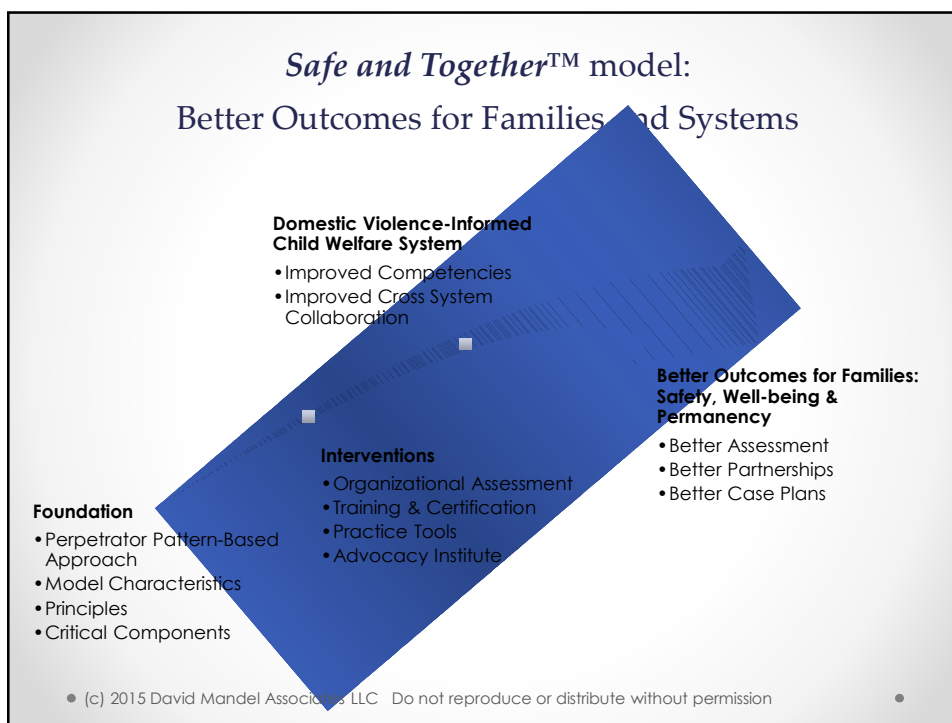 Safe and Together™ model:
Better Outcomes for Families and Systems
Domestic Violence-Informed
Child Welfare System
•Improved Competencies
•Improved Cross System
Collaboration
Better Outcomes for Families:
Safety, Well-being &
Permanency
•Better Assessment
•Better Partnerships
•Better Case Plans
Interventions
•Organizational Assessment
•Training & Certification
•Practice Tools
•Advocacy Institute
Foundation
•Perpetrator Pattern-Based
Approach
•Model Characteristics
•Principles
•Critical Components
• (c) 2015 David Mandel Associates LLC Do not reproduce or distribute without permission •